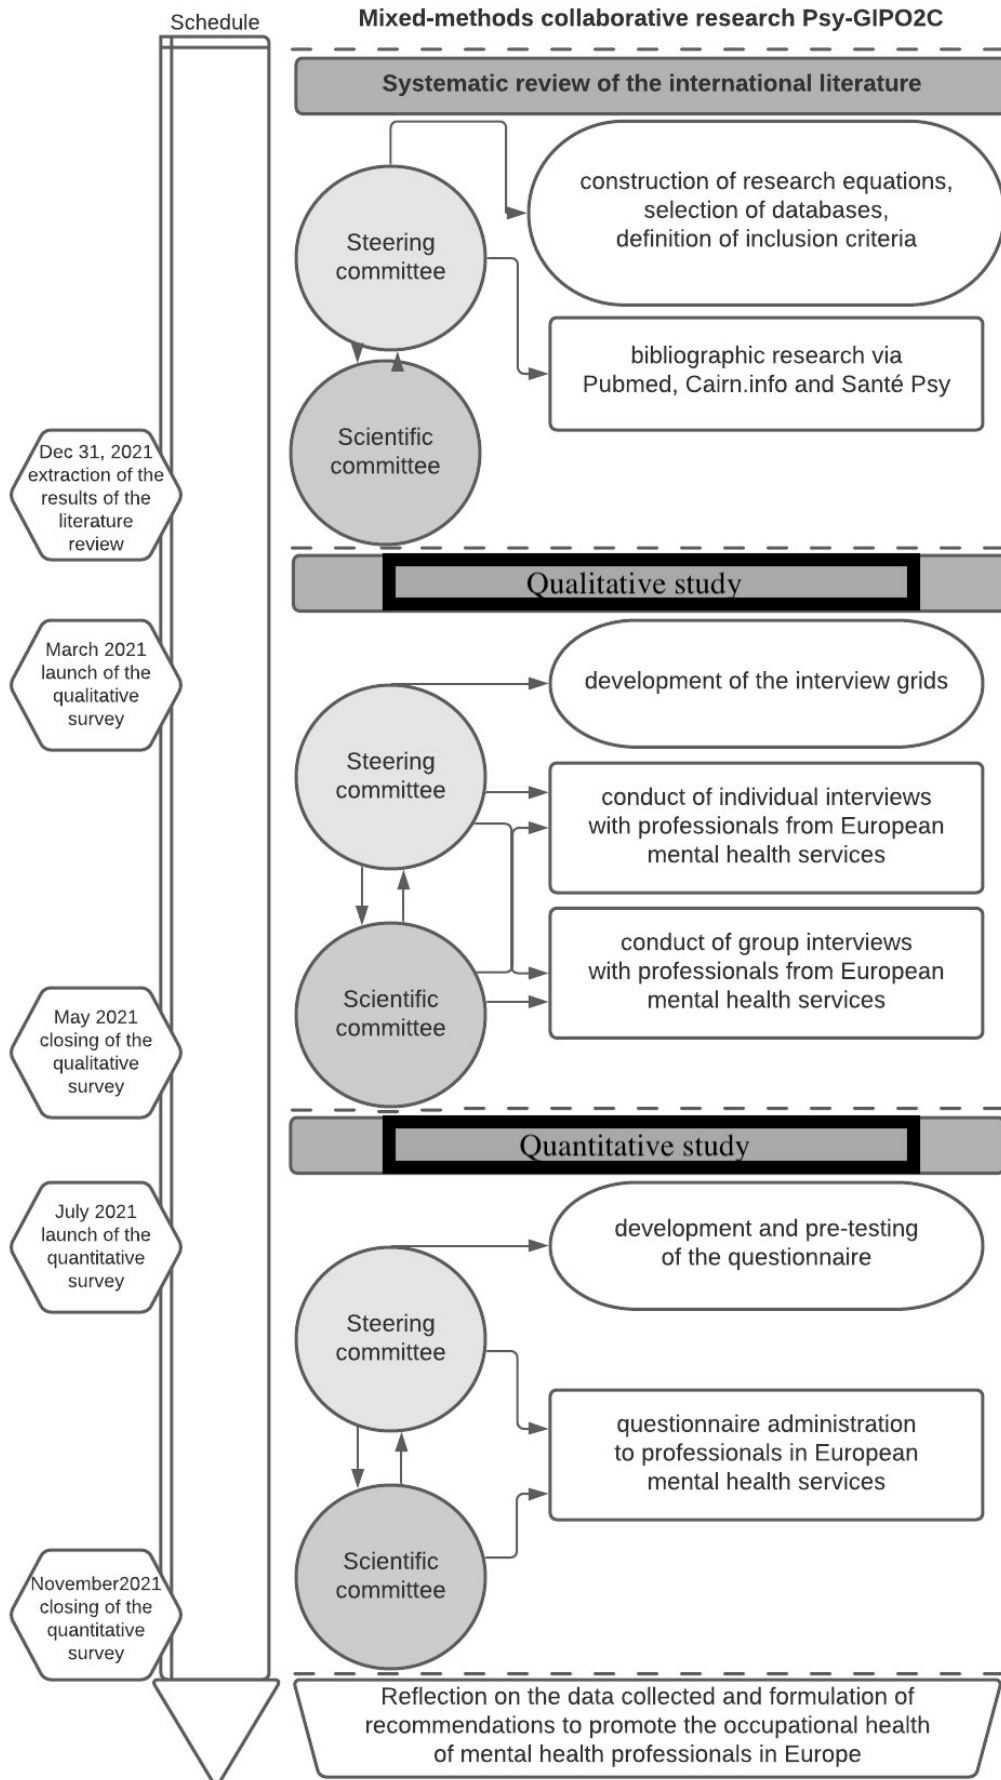 Schedule
Mixed-methods collaborative research Psy-GIPO2C
Systematic review of the international literature
construction of research equations,
selection of databases,
definition of inclusion criteria
Steering
committee
bibliographic research via
Pubmed, Cairn.info and Santé Psy
Scientific
committee
Dec 31, 2021
extraction of the
results of the
literature
review
Qualitative study
March 2021
launch of the
qualitative
survey
development of the interview grids
Steering
committee
conduct of individual interviews
with professionals from European
mental health services
conduct of group interviews
with professionals from European
mental health services
Scientific
committee
May 2021
closing of the
qualitative
survey
Quantitative study
July 2021
launch of the
quantitative
survey
development and pre-testing
of the questionnaire
Steering
committee
questionnaire administration
to professionals in European
mental health services
Scientific
committee
November2021
closing of the
quantitative
survey
Reflection on the data collected and formulation of
recommendations to promote the occupational health
of mental health professionals in Europe